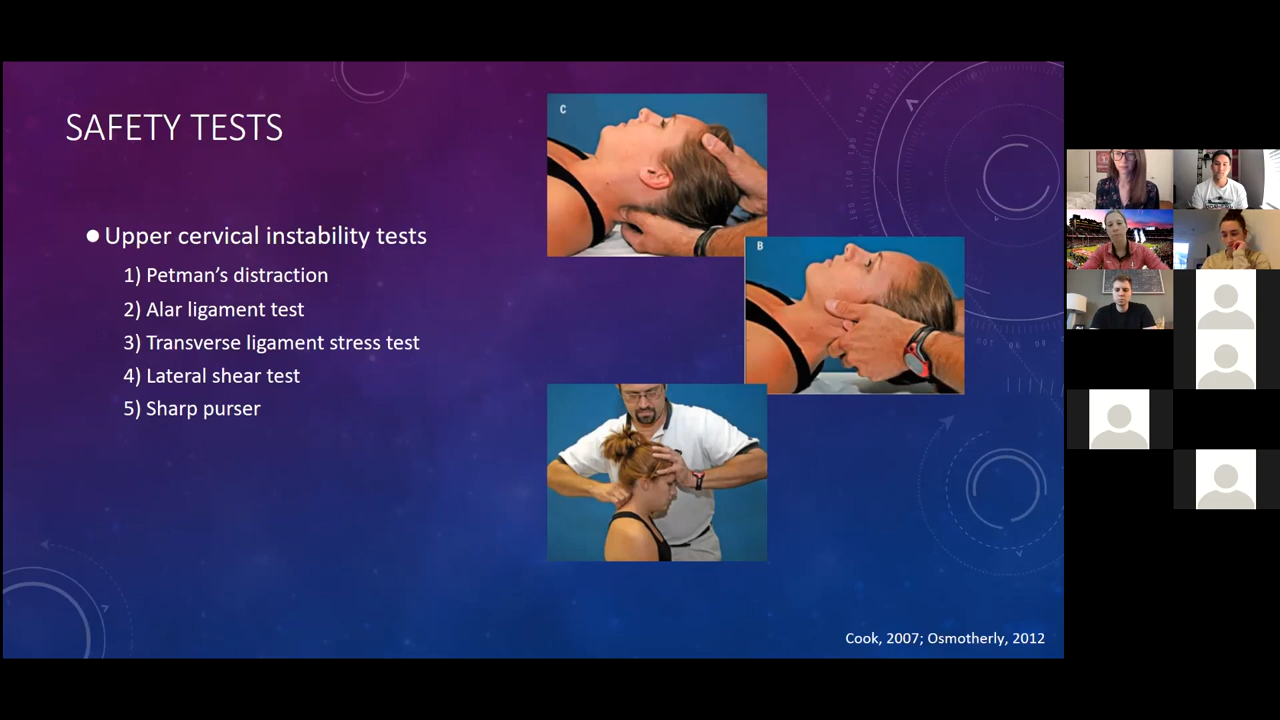 SAFETY TESTS
C
B
●Upper cervical instability tests
1) Petman’s distraction
2) Alar ligament test
3) Transverse ligament stress test
4) Lateral shear test
5) Sharp purser
Cook, 2007; Osmotherly, 2012